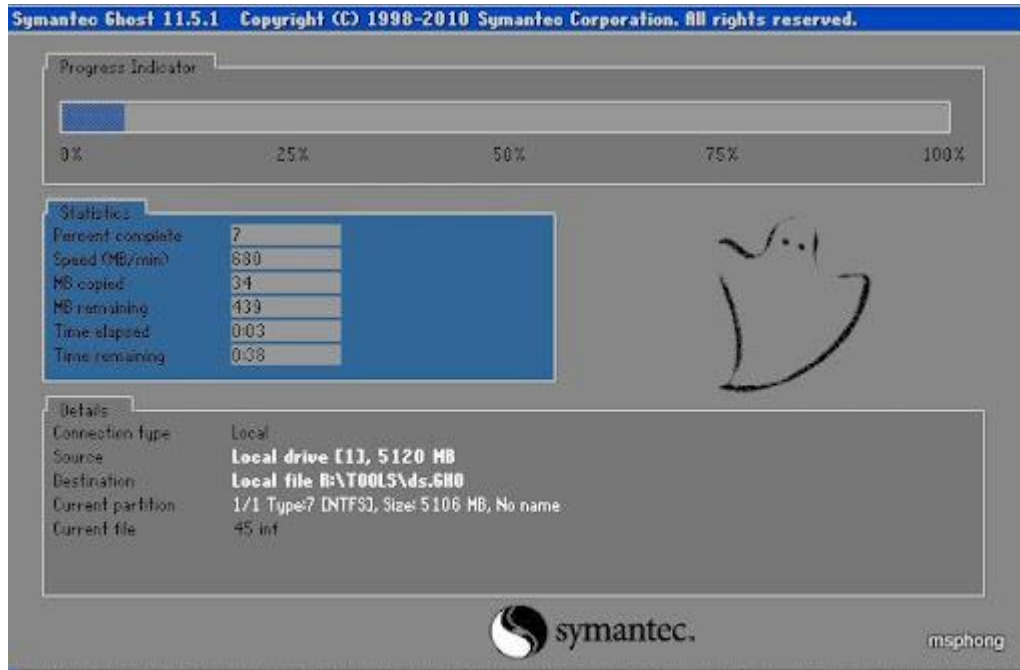 Symantec Ghost 11.5.1 Copyright (C) 1998-2010 Symantec Corporation. All rights reserved.
Progress Indicator
0% 25% 50% 75% 100%
Statistics
Percent complete 7
Speed (MB/min) 680
MB copied 34
MB remaining 439
Time elapsed 0:03
Time remaining 0:38
Details
Connection type Local
Source Local drive [1], 5120 MB
Destination Local file R:\TOOLS\ds.GHO
Current partition 1/1 Type:7 [NTFS], Size: 5106 MB, No name
Current file 45 inf
symantec.
msphong